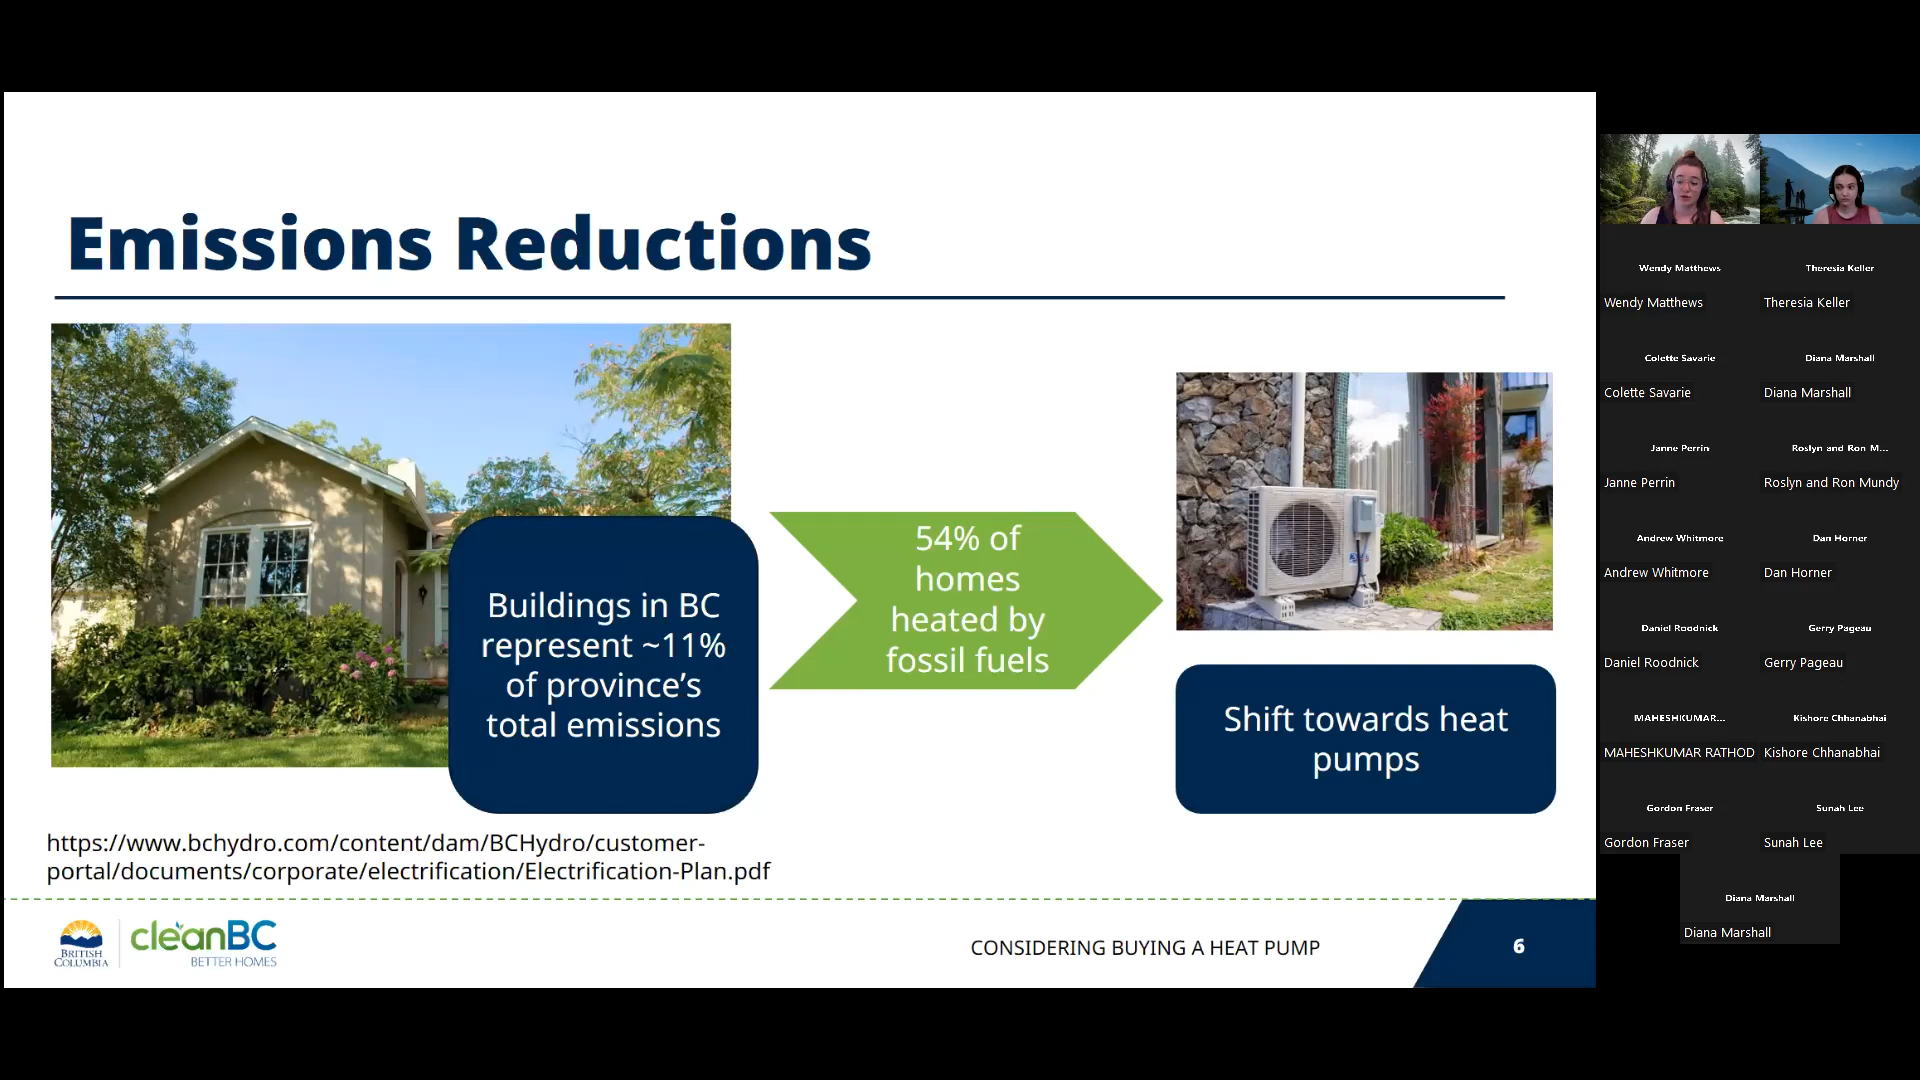 Emissions Reductions
Buildings in BC
represent ~11%
of province’s
total emissions
54% of
homes
heated by
fossil fuels
Shift towards heat
pumps
https://www.bchydro.com/content/dam/BCHydro/customer-
portal/documents/corporate/electrification/Electrification-Plan.pdf
BRITISH
COLUMBIA
cleanBC
BETTER HOMES
CONSIDERING BUYING A HEAT PUMP
6
Wendy Matthews
Wendy Matthews
Theresia Keller
Theresia Keller
Colette Savarie
Colette Savarie
Diana Marshall
Diana Marshall
Janne Perrin
Janne Perrin
Roslyn and Ron M...
Roslyn and Ron Mundy
Andrew Whitmore
Andrew Whitmore
Dan Horner
Dan Horner
Daniel Roodnick
Daniel Roodnick
Gerry Pageau
Gerry Pageau
MAHESHKUMAR...
MAHESHKUMAR RATHOD
Kishore Chhanabhai
Kishore Chhanabhai
Gordon Fraser
Gordon Fraser
Sunah Lee
Sunah Lee
Diana Marshall
Diana Marshall